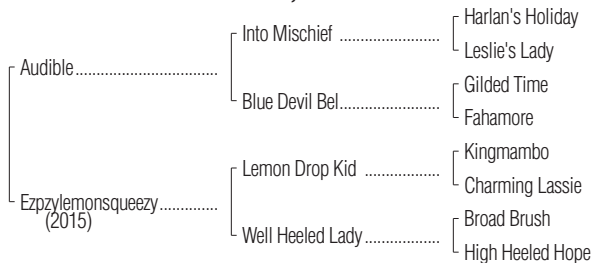 Harlan's Holiday
Into Mischief ........................
Leslie's Lady
Audible..................................
Gilded Time
Blue Devil Bel........................
Fahamore
Kingmambo
Lemon Drop Kid ..................
Charming Lassie
Ezpzylemonsqueezy..............
(2015)
Broad Brush
Well Heeled Lady..................
High Heeled Hope